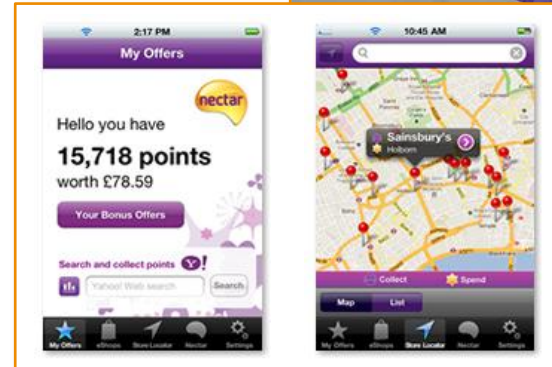 2:17 PM
My Offers
nectar
Hello you have
15,718 points
worth £78.59
Your Bonus Offers
Search and collect points Y!
Yahoo! Web search
Search
My Offers
eShops
Store Locator
Nectar
Settings
10:45 AM
Sainsbury's
Holborn
Collect
Spend
Map
List
My Offers
eShops
Store Locator
Nectar
Settings